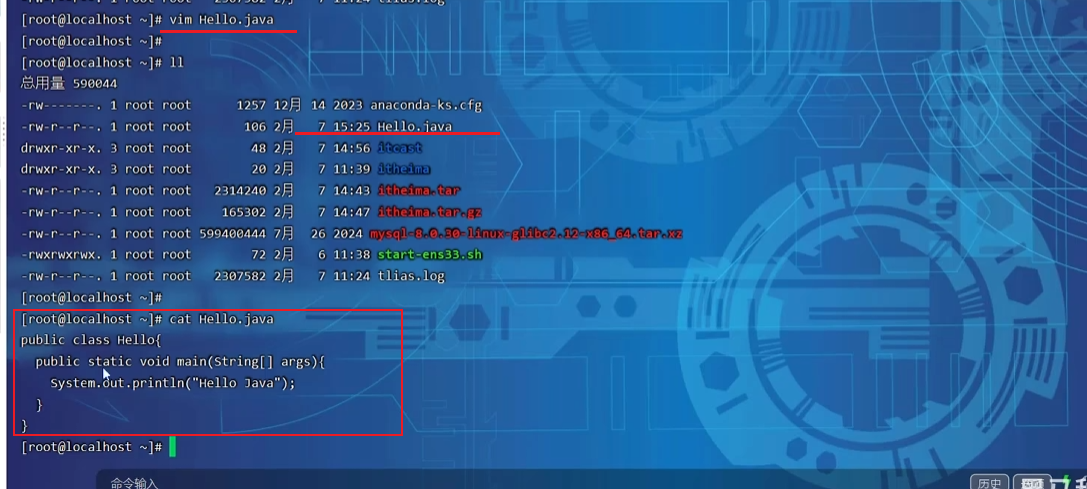 -rw-r--r--. 1 root root 2307582 2月 7 11:24 tlias.log
[root@localhost ~]# vim Hello.java
[root@localhost ~]#
[root@localhost ~]# ll
总用量 590044
-rw-------. 1 root root 1257 12月 14 2023 anaconda-ks.cfg
-rw-r--r--. 1 root root 106 2月 7 15:25 Hello.java
drwxr-xr-x. 3 root root 48 2月 7 14:56 itcast
drwxr-xr-x. 3 root root 20 2月 7 11:39 itheima
-rw-r--r--. 1 root root 2314240 2月 7 14:43 itheima.tar
-rw-r--r--. 1 root root 165302 2月 7 14:47 itheima.tar.gz
-rw-r--r--. 1 root root 599400444 7月 26 2024 mysql-8.0.30-linux-glibc2.12-x86_64.tar.xz
-rwxrwxrwx. 1 root root 72 2月 6 11:38 start-ens33.sh
-rw-r--r--. 1 root root 2307582 2月 7 11:24 tlias.log
[root@localhost ~]#
[root@localhost ~]# cat Hello.java
public class Hello{
  public static void main(String[] args){
    System.out.println("Hello Java");
  }
}
[root@localhost ~]#
命令输入
历史